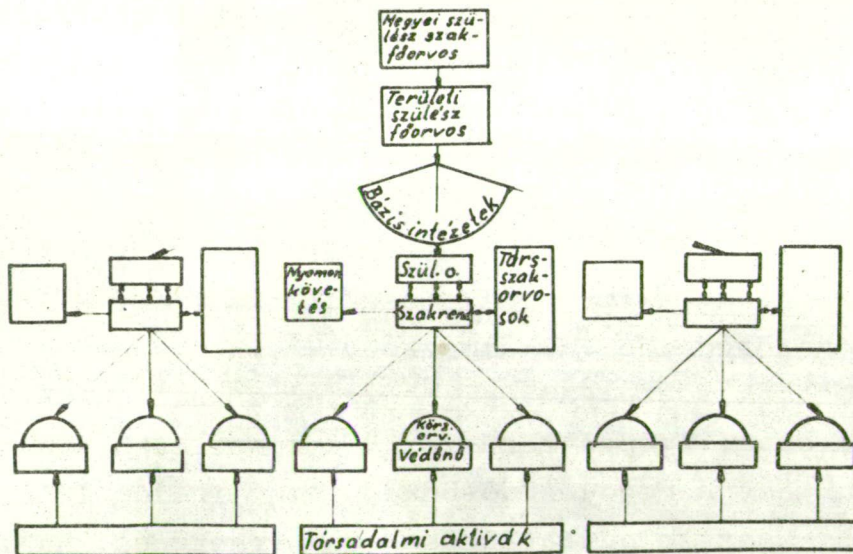 Megyei szü-
lész szak-
főorvos
Területi
szülész
főorvos
Bázis intézetek
Nyomon
köve-
tés
Szül. o.
Szakrend
Társ-
szak-
orvo-
sok
Körz.
orv.
Védőnő
Társadalmi aktívák